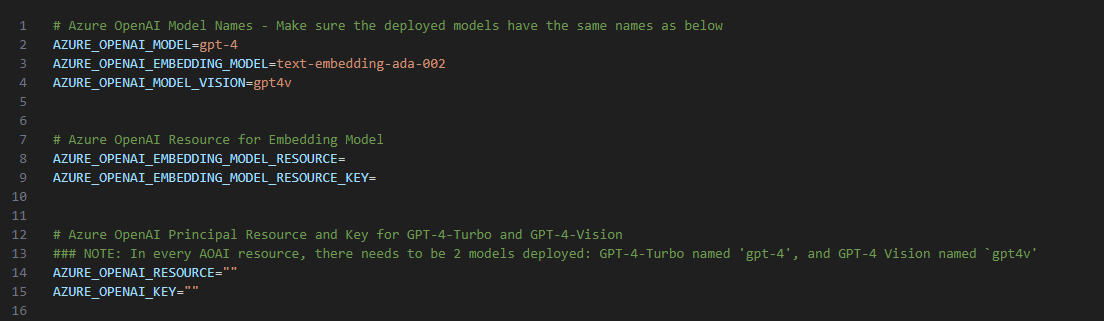 1 # Azure OpenAI Model Names - Make sure the deployed models have the same names as below
2 AZURE_OPENAI_MODEL=gpt-4
3 AZURE_OPENAI_EMBEDDING_MODEL=text-embedding-ada-002
4 AZURE_OPENAI_MODEL_VISION=gpt4v
5
6
7 # Azure OpenAI Resource for Embedding Model
8 AZURE_OPENAI_EMBEDDING_MODEL_RESOURCE=
9 AZURE_OPENAI_EMBEDDING_MODEL_RESOURCE_KEY=
10
11
12 # Azure OpenAI Principal Resource and Key for GPT-4-Turbo and GPT-4-Vision
13 ### NOTE: In every AOAI resource, there needs to be 2 models deployed: GPT-4-Turbo named 'gpt-4', and GPT-4 Vision named `gpt4v'
14 AZURE_OPENAI_RESOURCE=""
15 AZURE_OPENAI_KEY=""
16